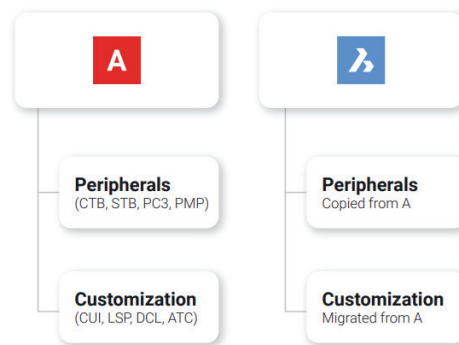 A
Peripherals
(CTB, STB, PC3, PMP)
Customization
(CUI, LSP, DCL, ATC)
Peripherals
Copied from A
Customization
Migrated from A